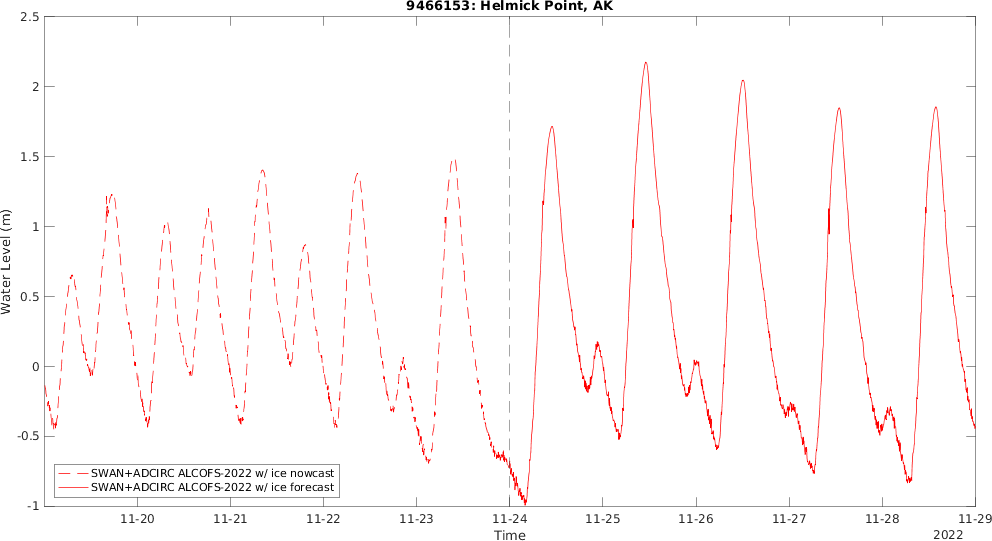 9466153: Helmick Point, AK
2.5
2
1.5
1
0.5
0
-0.5
-1
Water Level (m)
SWAN+ADCIRC ALCOFS-2022 w/ ice nowcast
SWAN+ADCIRC ALCOFS-2022 w/ ice forecast
11-20 11-21 11-22 11-23 11-24 11-25 11-26 11-27 11-28 11-29
Time
2022